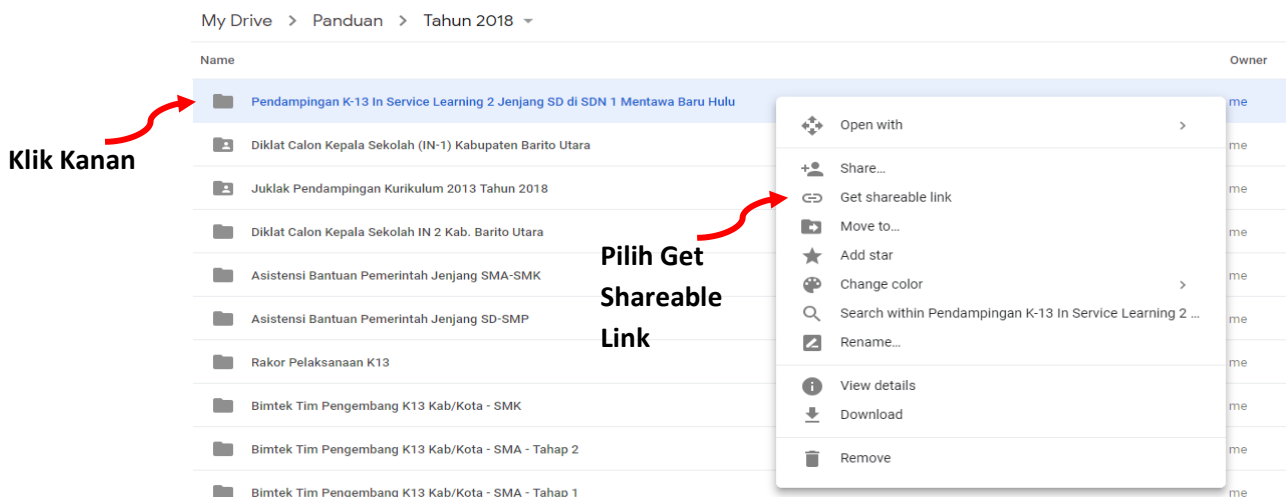 My Drive > Panduan > Tahun 2018
Name Owner
Pendampingan K-13 In Service Learning 2 Jenjang SD di SDN 1 Mentawa Baru Hulu me
Diklat Calon Kepala Sekolah (IN-1) Kabupaten Barito Utara me
Juklak Pendampingan Kurikulum 2013 Tahun 2018 me
Diklat Calon Kepala Sekolah IN 2 Kab. Barito Utara
Asistensi Bantuan Pemerintah Jenjang SMA-SMK me
Asistensi Bantuan Pemerintah Jenjang SD-SMP me
Rakor Pelaksanaan K13 me
Bimtek Tim Pengembang K13 Kab/Kota - SMK me
Bimtek Tim Pengembang K13 Kab/Kota - SMA - Tahap 2 me
Bimtek Tim Pengembang K13 Kab/Kota - SMA - Tahap 1 me
Klik Kanan
Pilih Get
Shareable
Link
Open with
Share...
Get shareable link
Move to...
Add star
Change color
Search within Pendampingan K-13 In Service Learning 2 ...
Rename...
View details
Download
Remove